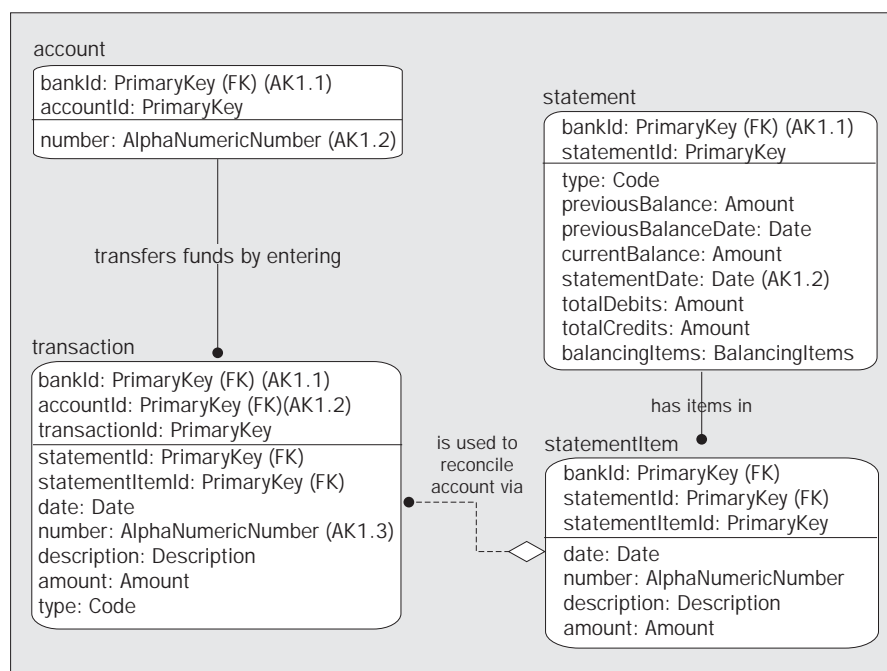 account
bankId: PrimaryKey (FK) (AK1.1)
accountId: PrimaryKey
number: AlphaNumericNumber (AK1.2)
transfers funds by entering
transaction
bankId: PrimaryKey (FK) (AK1.1)
accountId: PrimaryKey (FK)(AK1.2)
transactionId: PrimaryKey
statementId: PrimaryKey (FK)
statementItemId: PrimaryKey (FK)
date: Date
number: AlphaNumericNumber (AK1.3)
description: Description
amount: Amount
type: Code
statement
bankId: PrimaryKey (FK) (AK1.1)
statementId: PrimaryKey
type: Code
previousBalance: Amount
previousBalanceDate: Date
currentBalance: Amount
statementDate: Date (AK1.2)
totalDebits: Amount
totalCredits: Amount
balancingItems: BalancingItems
has items in
is used to
reconcile
account via
statementItem
bankId: PrimaryKey (FK)
statementId: PrimaryKey (FK)
statementItemId: PrimaryKey
date: Date
number: AlphaNumericNumber
description: Description
amount: Amount